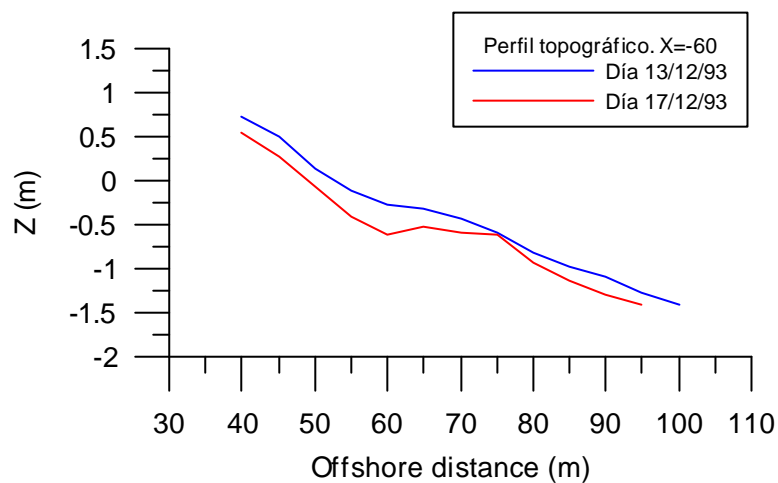 Perfil topográfico. X=-60
Día 13/12/93
Día 17/12/93
1.5
1
0.5
0
-0.5
-1
-1.5
-2
Z (m)
30 40 50 60 70 80 90 100 110
Offshore distance (m)